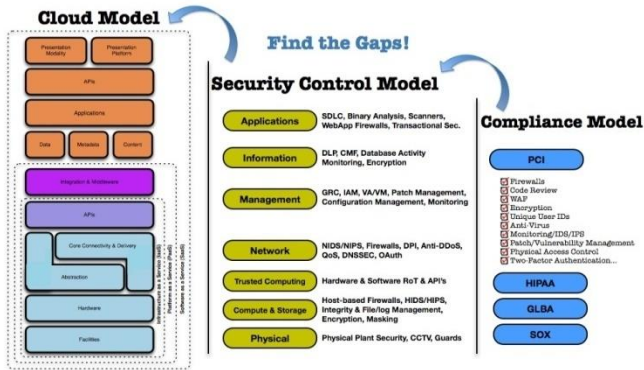 Cloud Model
Find the Gaps!
Security Control Model
Compliance Model
Presentation
Modality
Presentation
Platform
APIs
Applications
Data
Metadata
Content
Integration & Middleware
APIs
Core Connectivity & Delivery
Abstraction
Hardware
Facilities
Infrastructure as a Service (IaaS)
Platform as a Service (PaaS)
Software as a Service (SaaS)
Applications
SDLC, Binary Analysis, Scanners,
WebApp Firewalls, Transactional Sec.
Information
DLP, CMF, Database Activity
Monitoring, Encryption
Management
GRC, IAM, VA/VM, Patch Management,
Configuration Management, Monitoring
Network
NIDS/NIPS, Firewalls, DPI, Anti-DDoS,
QoS, DNSSEC, OAuth
Trusted Computing
Hardware & Software RoT & API's
Compute & Storage
Host-based Firewalls, HIDS/HIPS,
Integrity & File/log Management,
Encryption, Masking
Physical
Physical Plant Security, CCTV, Guards
PCI
Firewalls
Code Review
WAF
Encryption
Unique User IDs
Anti-Virus
Monitoring/IDS/IPS
Patch/Vulnerability Management
Physical Access Control
Two-Factor Authentication...
HIPAA
GLBA
SOX